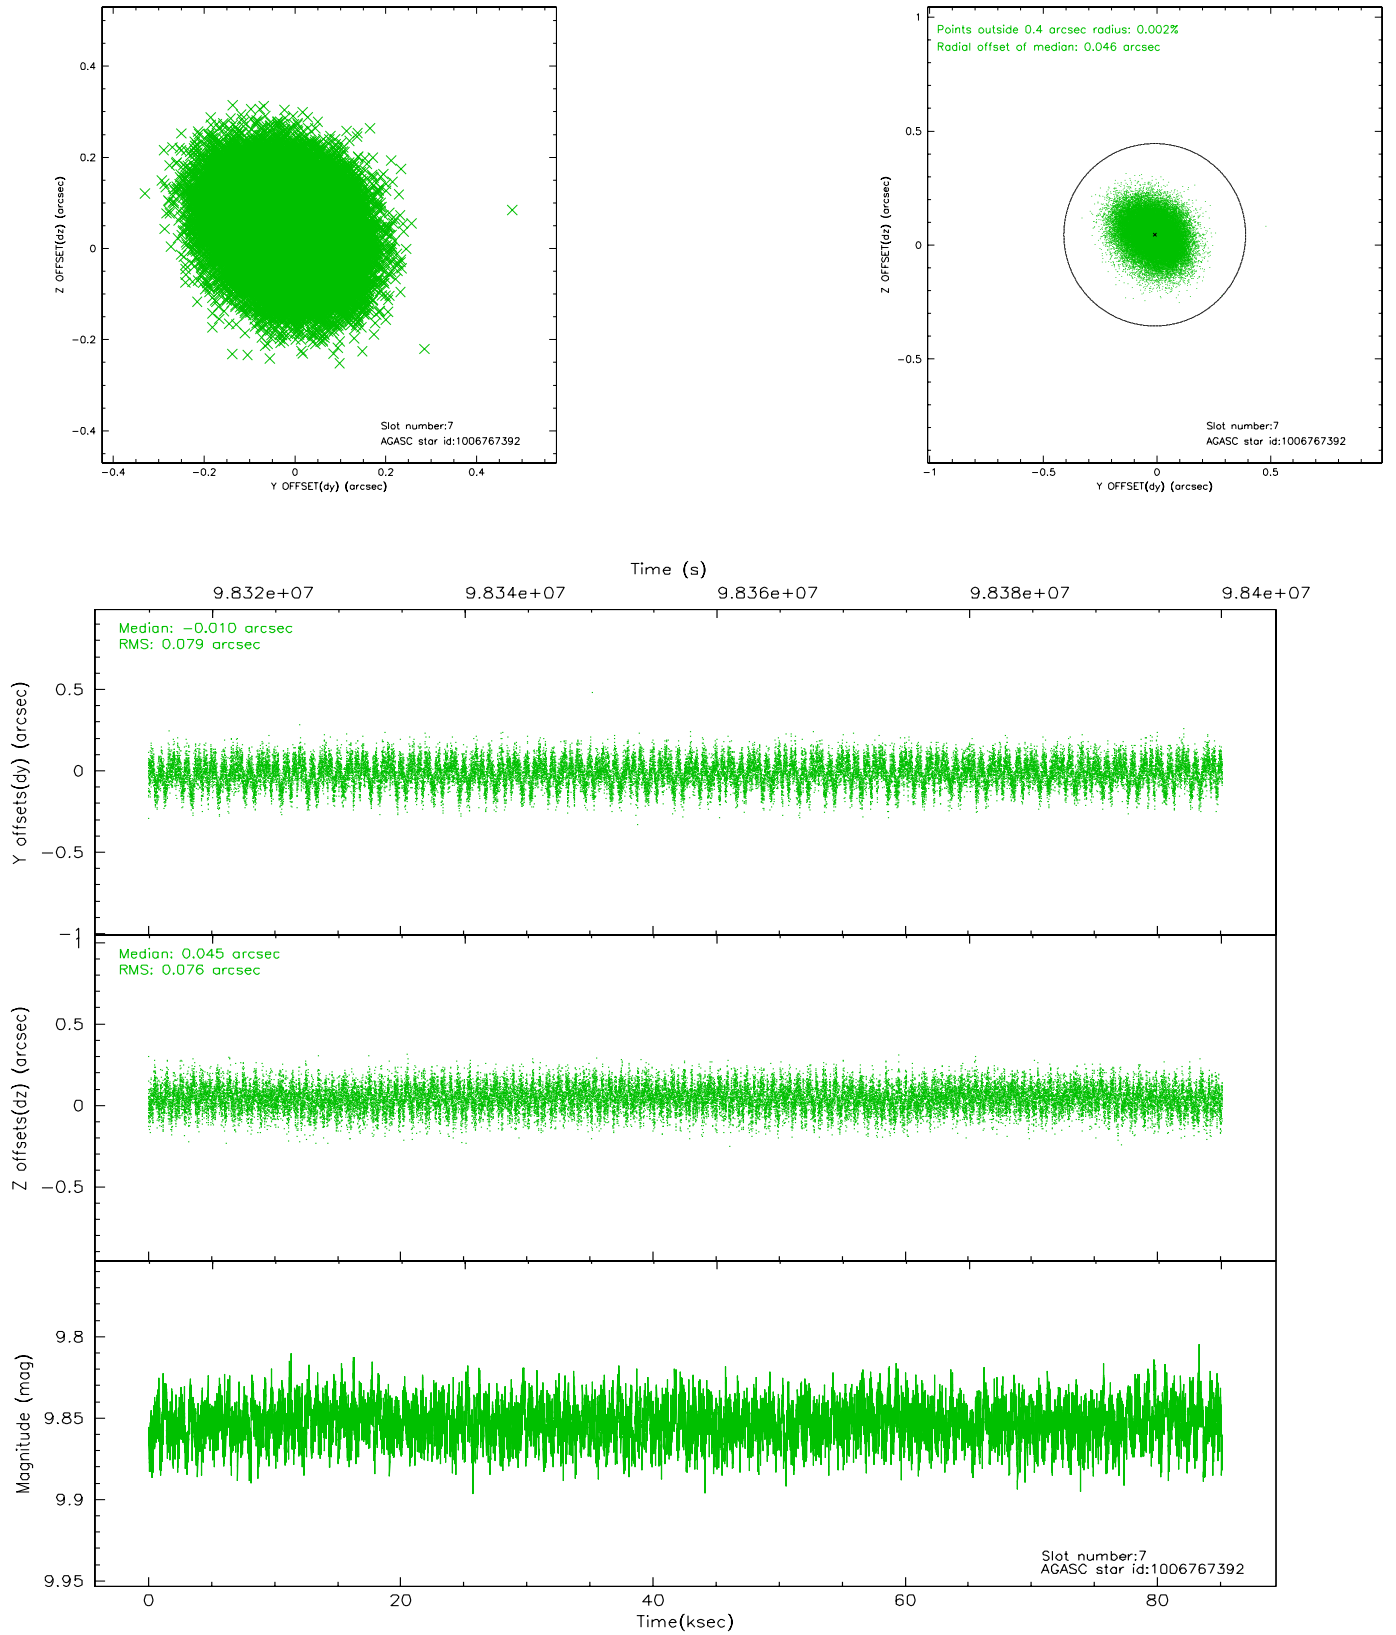 0.4
0.2
0
−0.2
−0.4
Z OFFSET(dz) (arcsec)
Slot number:7
AGASC star id:1006767392
−0.4 −0.2 0 0.2 0.4
Y OFFSET(dy) (arcsec)
Points outside 0.4 arcsec radius: 0.002%
Radial offset of median: 0.046 arcsec
1
0.5
0
−0.5
Z OFFSET(dz) (arcsec)
Slot number:7
AGASC star id:1006767392
−1 −0.5 0 0.5
Y OFFSET(dy) (arcsec)
Time (s)
9.832e+07 9.834e+07 9.836e+07 9.838e+07 9.84e+07
Median: −0.010 arcsec
RMS: 0.079 arcsec
0.5
0
−0.5
−1
Y offsets(dy) (arcsec)
Median: 0.045 arcsec
RMS: 0.076 arcsec
1
0.5
0
−0.5
Z offsets(dz) (arcsec)
9.8
9.85
9.9
9.95
Magnitude (mag)
Slot number:7
AGASC star id:1006767392
0 20 40 60 80
Time(ksec)